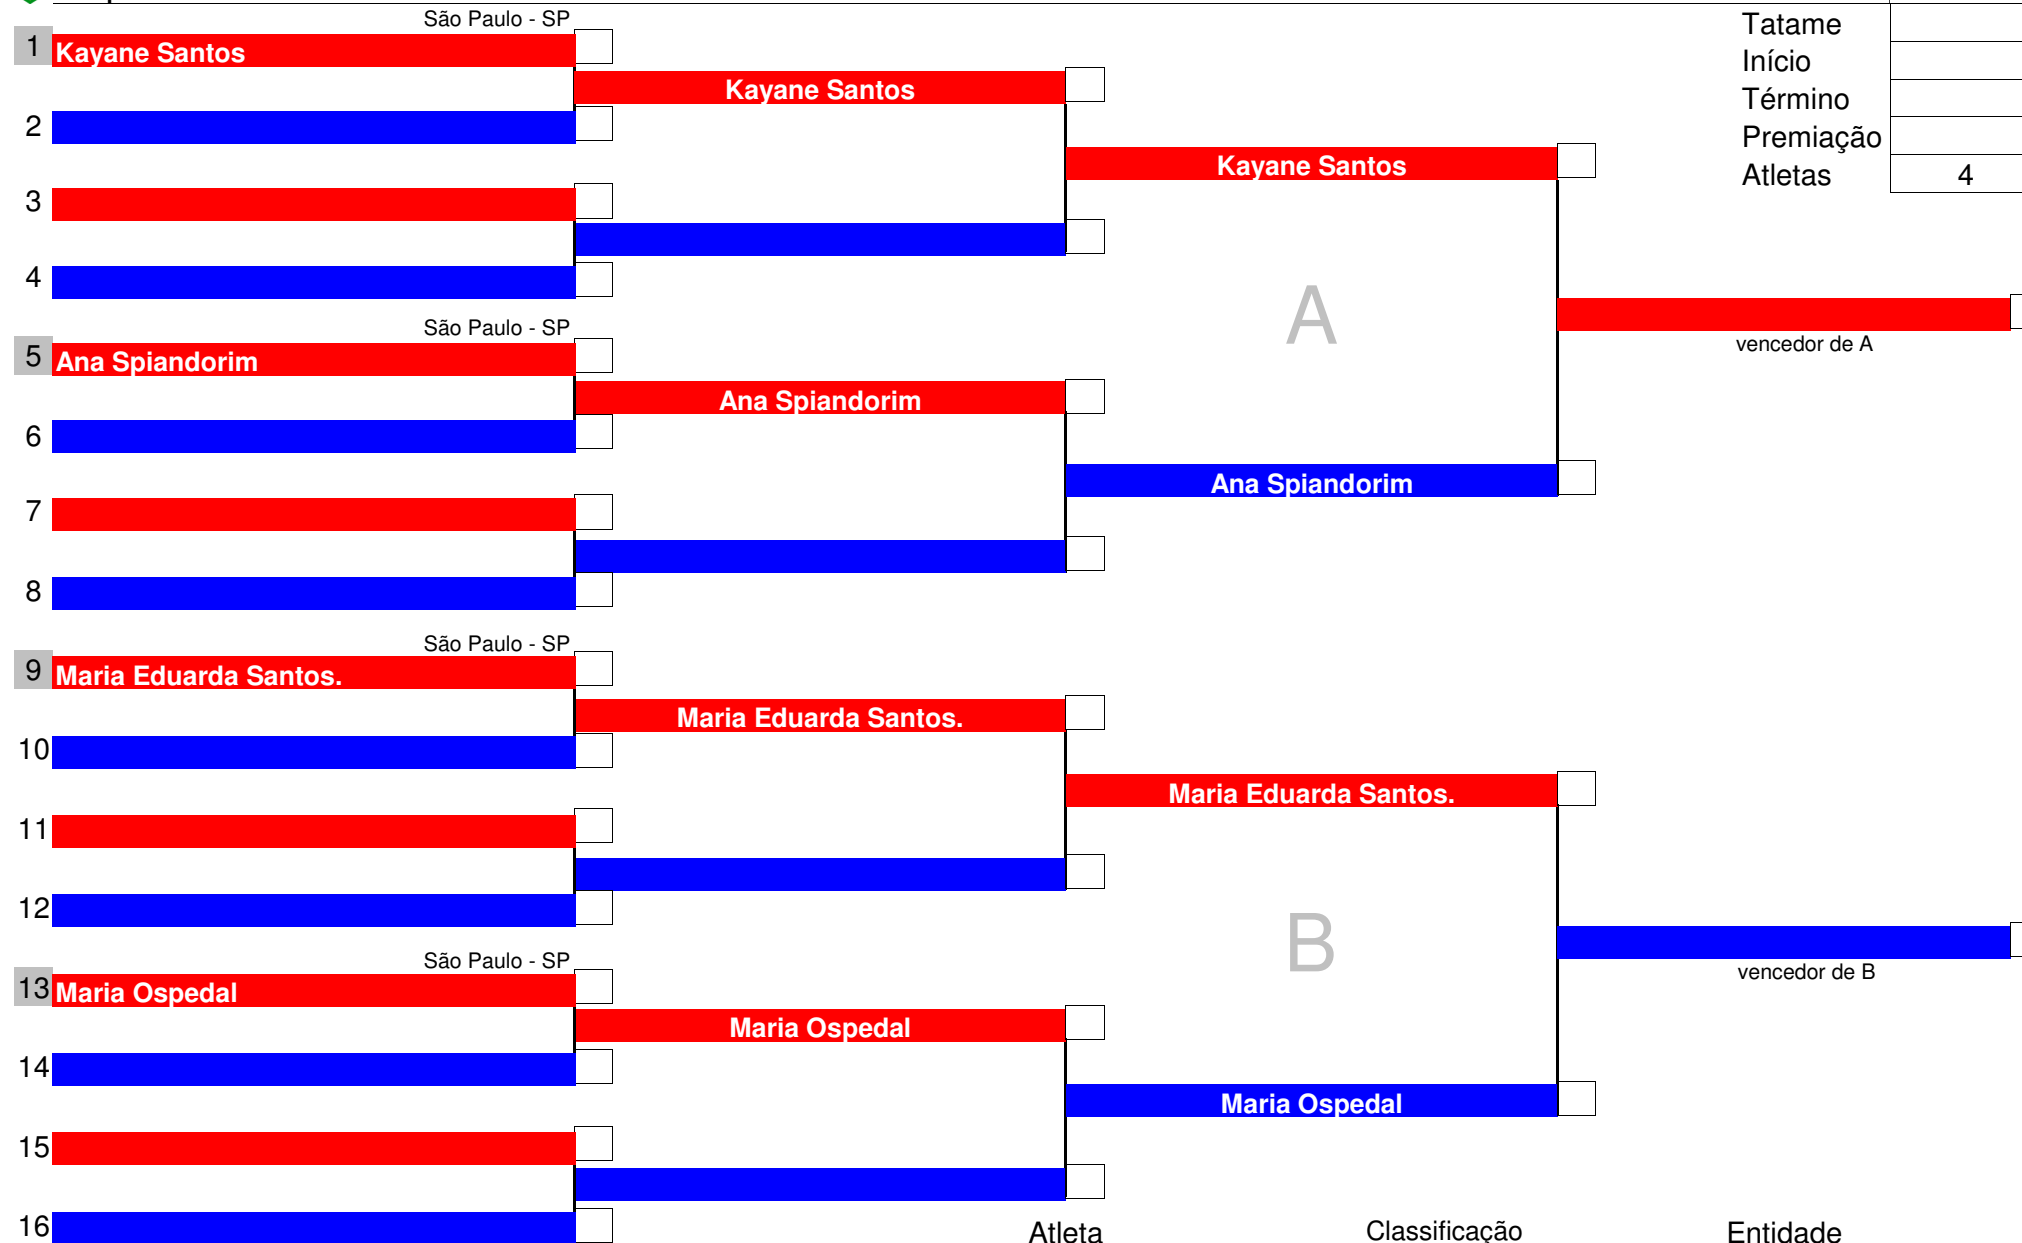 São Paulo - SP
Tatame
1 Kayane Santos
Kayane Santos
Início
Término
2
Premiação
Kayane Santos
Atletas 4
3
4
A
São Paulo - SP
vencedor de A
5 Ana Spiandorim
Ana Spiandorim
6
Ana Spiandorim
7
8
São Paulo - SP
9 Maria Eduarda Santos.
Maria Eduarda Santos.
10
Maria Eduarda Santos.
11
12
B
São Paulo - SP
vencedor de B
13 Maria Ospedal
Maria Ospedal
14
Maria Ospedal
15
16
Atleta Classificação Entidade